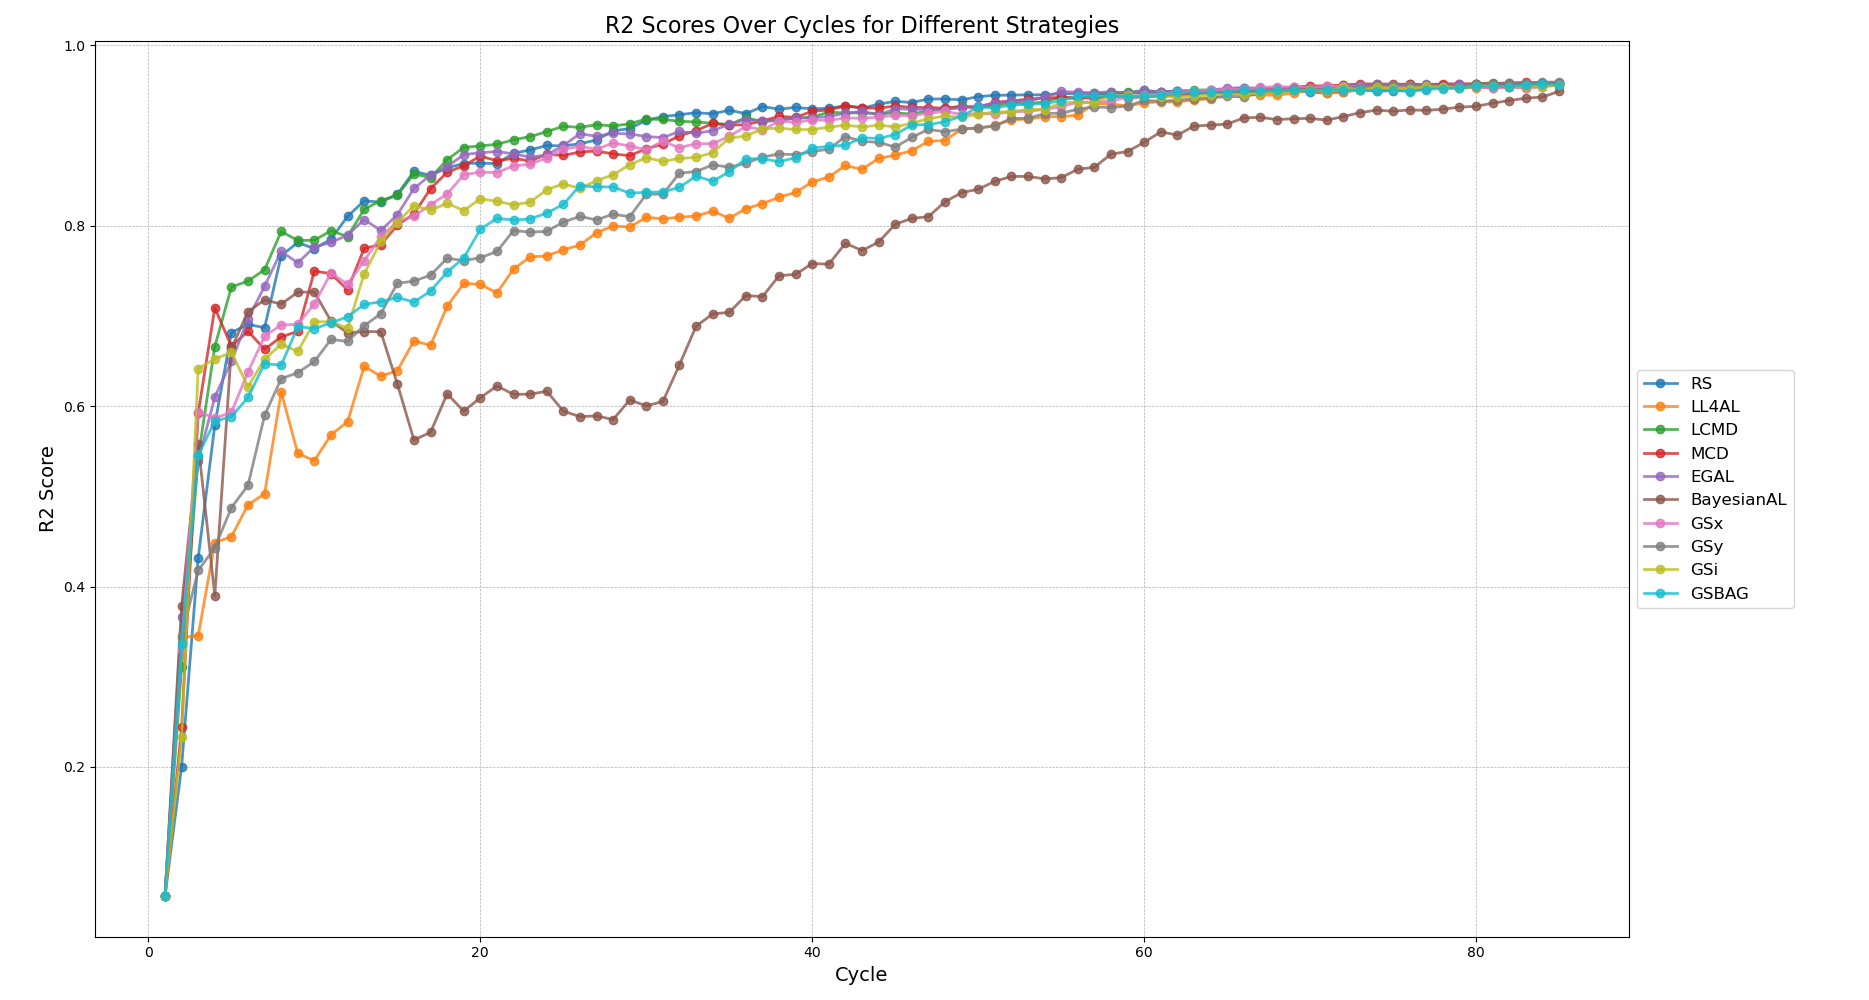 R2 Scores Over Cycles for Different Strategies
1.0
0.8
0.6
0.4
0.2
R2 Score
0
20
40
60
80
Cycle
RS
LL4AL
LCMD
MCD
EGAL
BayesianAL
GSx
GSy
GSi
GSBAG